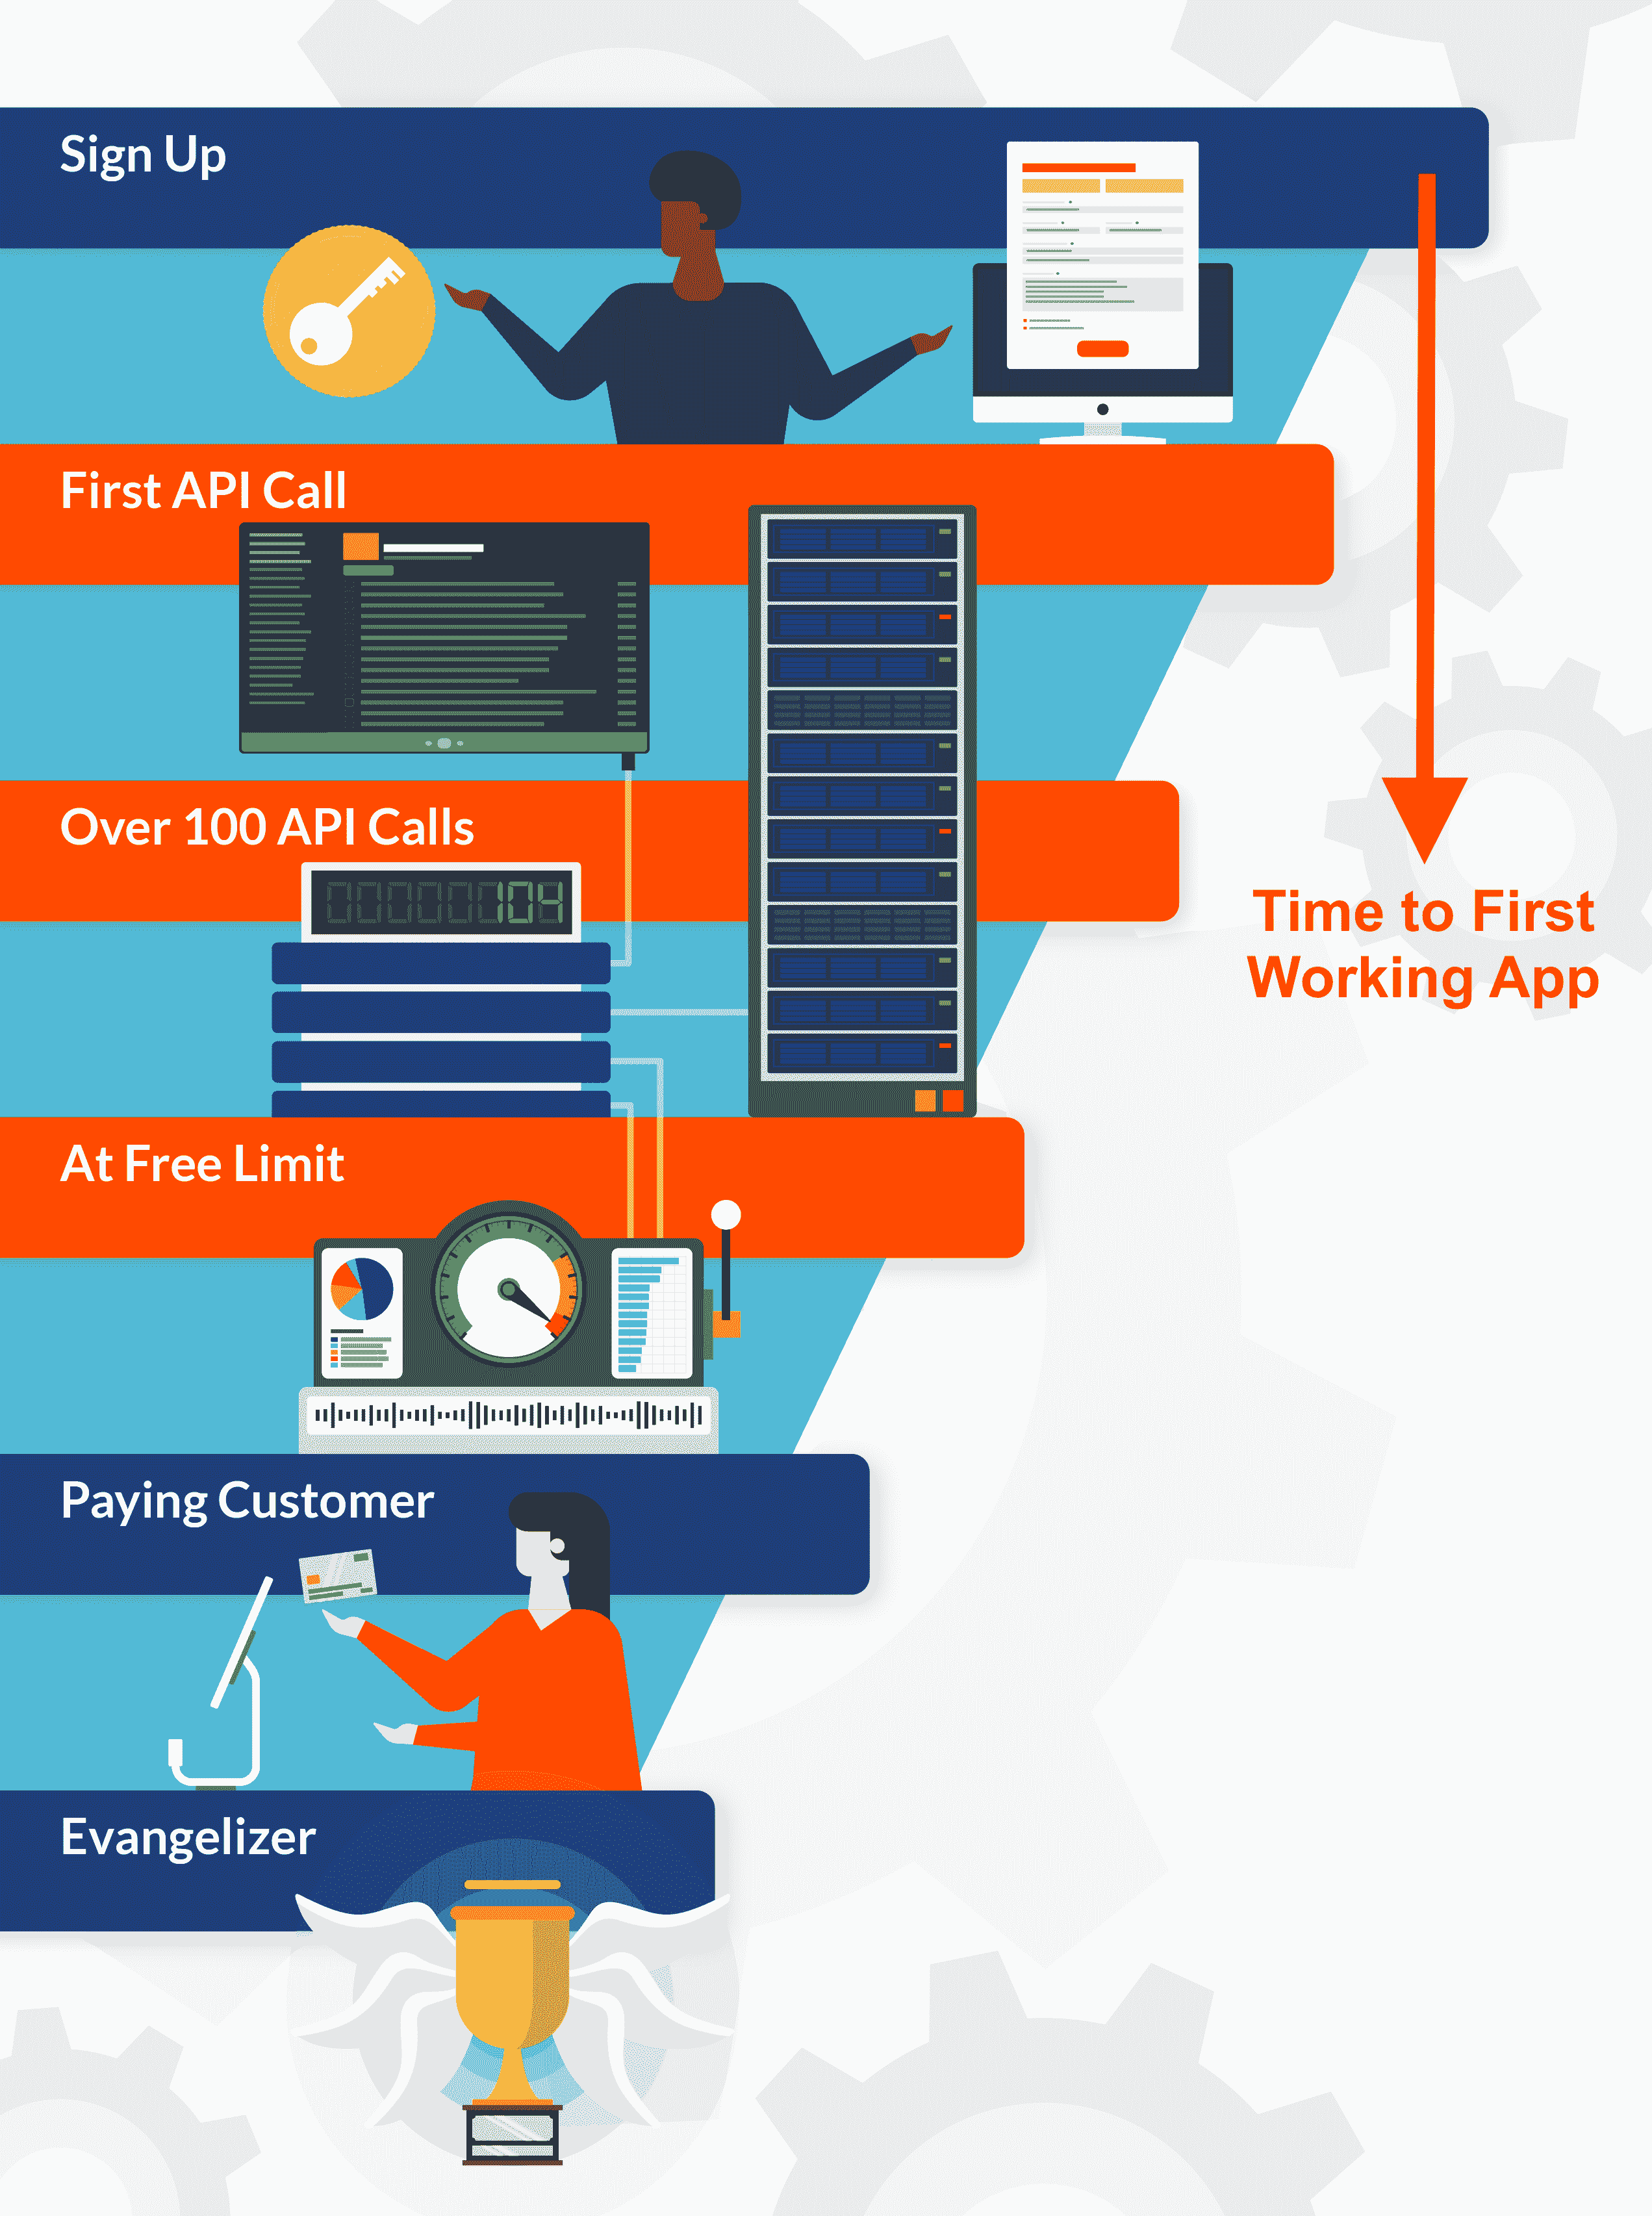 Sign Up
First API Call
Over 100 API Calls
104
Time to First
Working App
At Free Limit
Paying Customer
Evangelizer